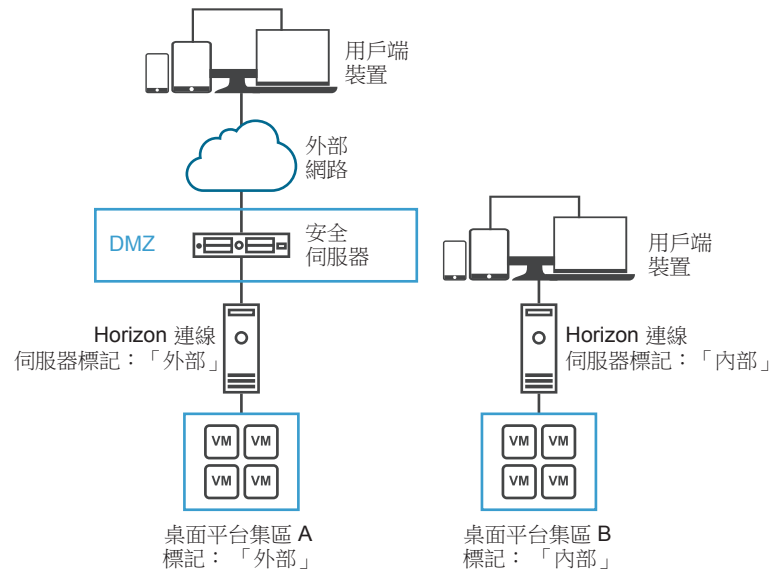 用戶端
裝置
外部
網路
DMZ
安全
伺服器
Horizon 連線
伺服器標記：「外部」
VM VM
VM VM
桌面平台集區 A
標記：「外部」
用戶端
裝置
Horizon 連線
伺服器標記：「內部」
VM VM
VM VM
桌面平台集區 B
標記：「內部」